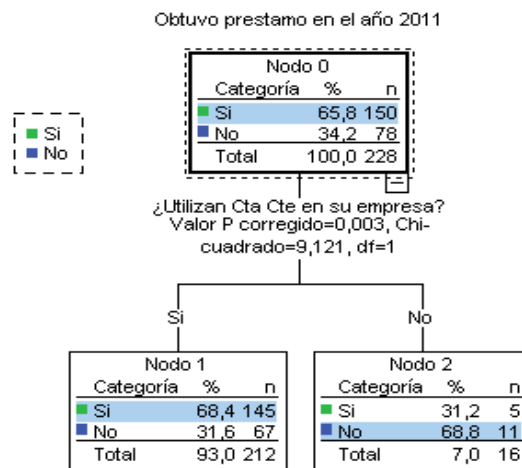 Obtuvo prestamo en el año 2011
Si
No
Nodo 0
Categoría % n
Si 65,8 150
No 34,2 78
Total 100,0 228
¿Utilizan Cta Cte en su empresa?
Valor P corregido=0,003, Chi-
cuadrado=9,121, df=1
Si
No
Nodo 1
Categoría % n
Si 68,4 145
No 31,6 67
Total 93,0 212
Nodo 2
Categoría % n
Si 31,2 5
No 68,8 11
Total 7,0 16